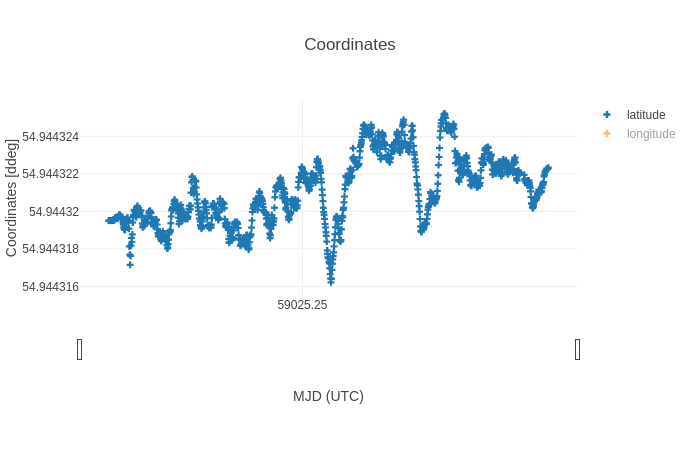 Coordinates
latitude
longitude
Coordinates [ddeg]
54.944324
54.944322
54.94432
54.944318
54.944316
59025.25
MJD (UTC)